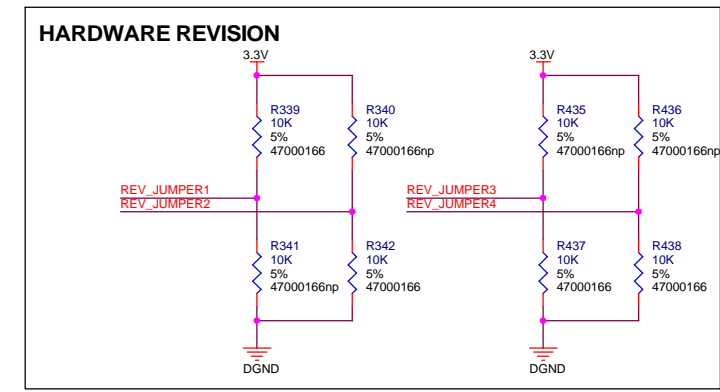 HARDWARE REVISION
3.3V
3.3V
R339
10K
5%
47000166
R340
10K
5%
47000166np
R435
10K
5%
47000166np
R436
10K
5%
47000166np
REV_JUMPER1
REV_JUMPER2
REV_JUMPER3
REV_JUMPER4
R341
10K
5%
47000166np
R342
10K
5%
47000166
R437
10K
5%
47000166
R438
10K
5%
47000166
DGND
DGND